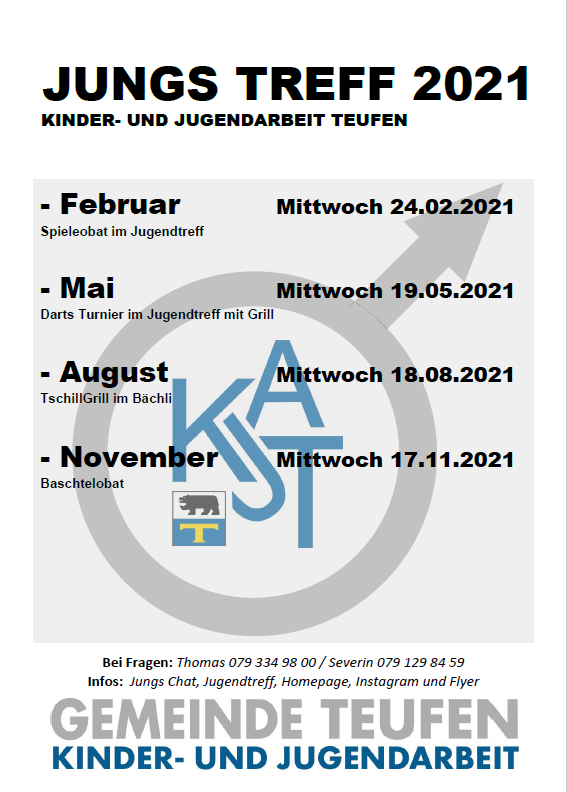 JUNGS TREFF 2021
KINDER- UND JUGENDARBEIT TEUFEN
- Februar Mittwoch 24.02.2021
Spieleobat im Jugendtreff
- Mai Mittwoch 19.05.2021
Darts Turnier im Jugendtreff mit Grill
- August Mittwoch 18.08.2021
TschillGrill im Bächli
- November Mittwoch 17.11.2021
Baschtelobat
KJAT
T
Bei Fragen: Thomas 079 334 98 00 / Severin 079 129 84 59
Infos: Jungs Chat, Jugendtreff, Homepage, Instagram und Flyer
GEMEINDE TEUFEN
KINDER- UND JUGENDARBEIT